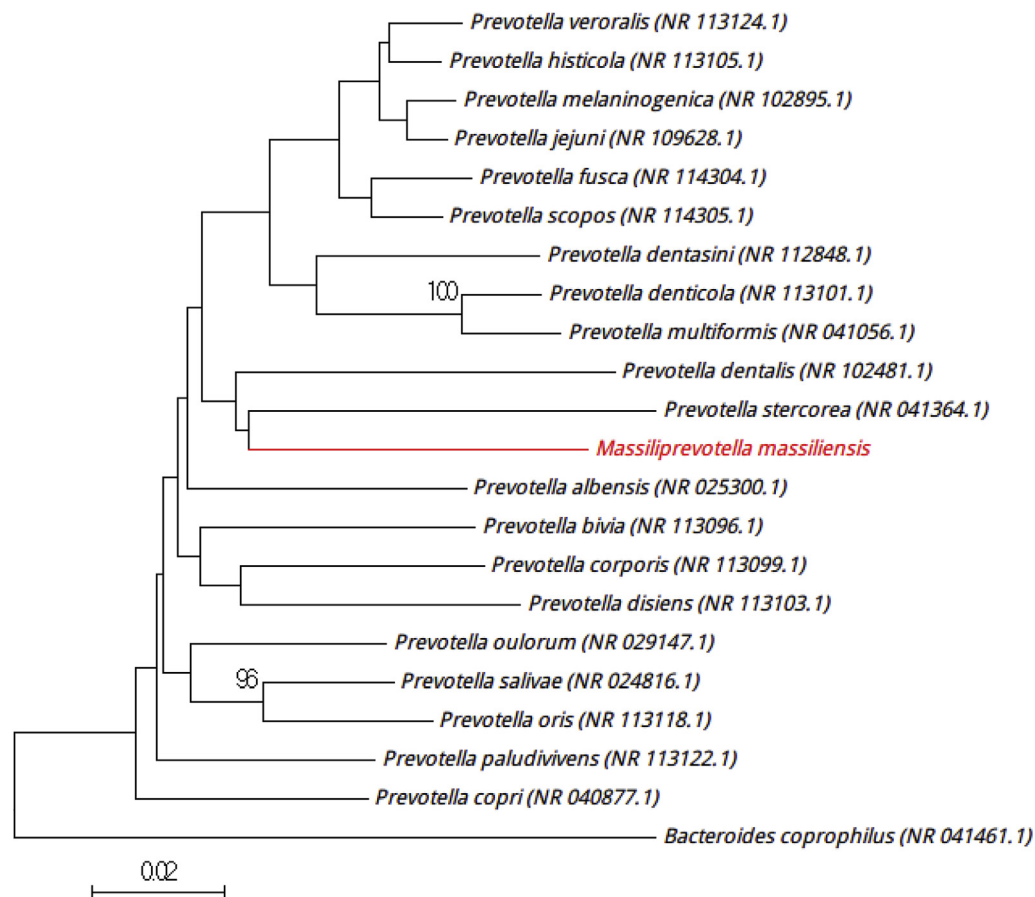 Prevotella veroralis (NR 113124.1)
Prevotella histicola (NR 113105.1)
Prevotella melaninogenica (NR 102895.1)
Prevotella jejuni (NR 109628.1)
Prevotella fusca (NR 114304.1)
Prevotella scopos (NR 114305.1)
Prevotella dentasini (NR 112848.1)
100
Prevotella denticola (NR 113101.1)
Prevotella multiformis (NR 041056.1)
Prevotella dentalis (NR 102481.1)
Prevotella stercorea (NR 041364.1)
Massiliprevotella massiliensis
Prevotella albensis (NR 025300.1)
Prevotella bivia (NR 113096.1)
Prevotella corporis (NR 113099.1)
Prevotella disiens (NR 113103.1)
Prevotella oulorum (NR 029147.1)
96
Prevotella salivae (NR 024816.1)
Prevotella oris (NR 113118.1)
Prevotella paludivivens (NR 113122.1)
Prevotella copri (NR 040877.1)
Bacteroides coprophilus (NR 041461.1)
0.02